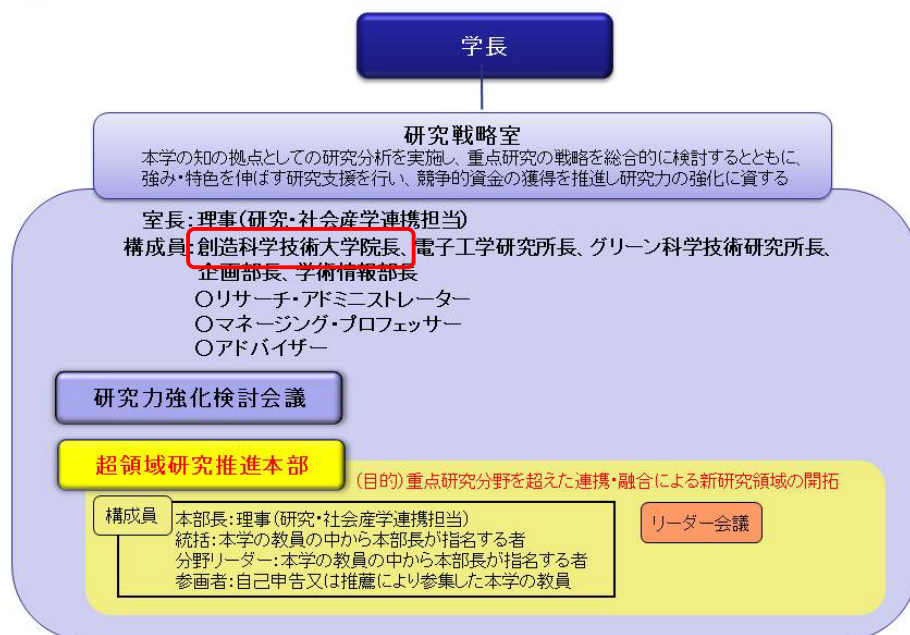 学長
研究戦略室
本学の知の拠点としての研究分析を実施し、重点研究の戦略を総合的に検討するとともに、
強み・特色を伸ばす研究支援を行い、競争的資金の獲得を推進し研究力の強化に資する
室長:理事(研究・社会産学連携担当)
構成員:創造科学技術大学院長、電子工学研究所長、グリーン科学技術研究所長、
企画部長、学術情報部長
○リサーチ・アドミニストレーター
○マネージング・プロフェッサー
○アドバイザー
研究力強化検討会議
超領域研究推進本部
(目的)重点研究分野を超えた連携・融合による新研究領域の開拓
構成員
本部長:理事(研究・社会産学連携担当)
統括:本学の教員の中から本部長が指名する者
分野リーダー:本学の教員の中から本部長が指名する者
参画者:自己申告又は推薦により参集した本学の教員
リーダー会議